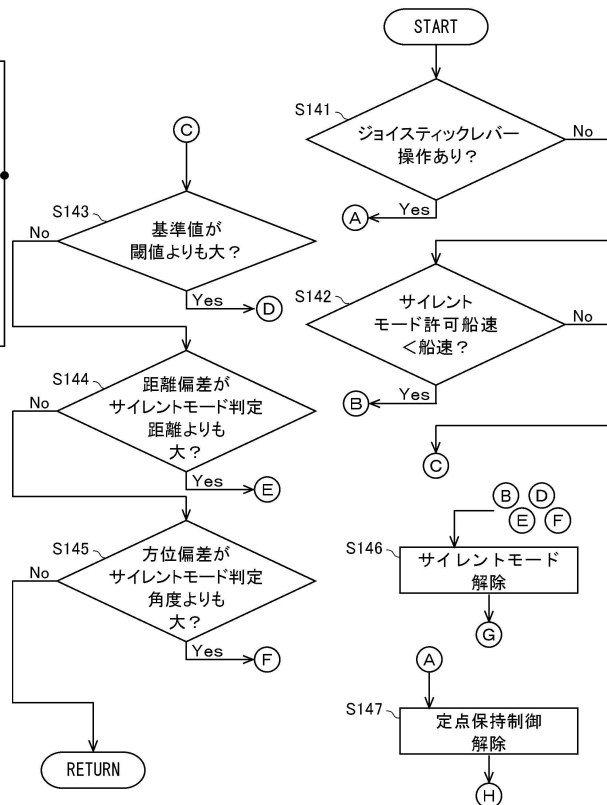 START
S141
ジョイスティックレバー
操作あり?
No
Yes
A
S142
サイレント
モード許可船速
<船速?
No
Yes
B
C
C
S143
基準値が
閾値よりも大?
No
Yes
D
S144
距離偏差が
サイレントモード判定
距離よりも
大?
No
Yes
E
S145
方位偏差が
サイレントモード判定
角度よりも
大?
No
Yes
F
RETURN
B D
E F
S146
サイレントモード
解除
G
A
S147
定点保持制御
解除
H